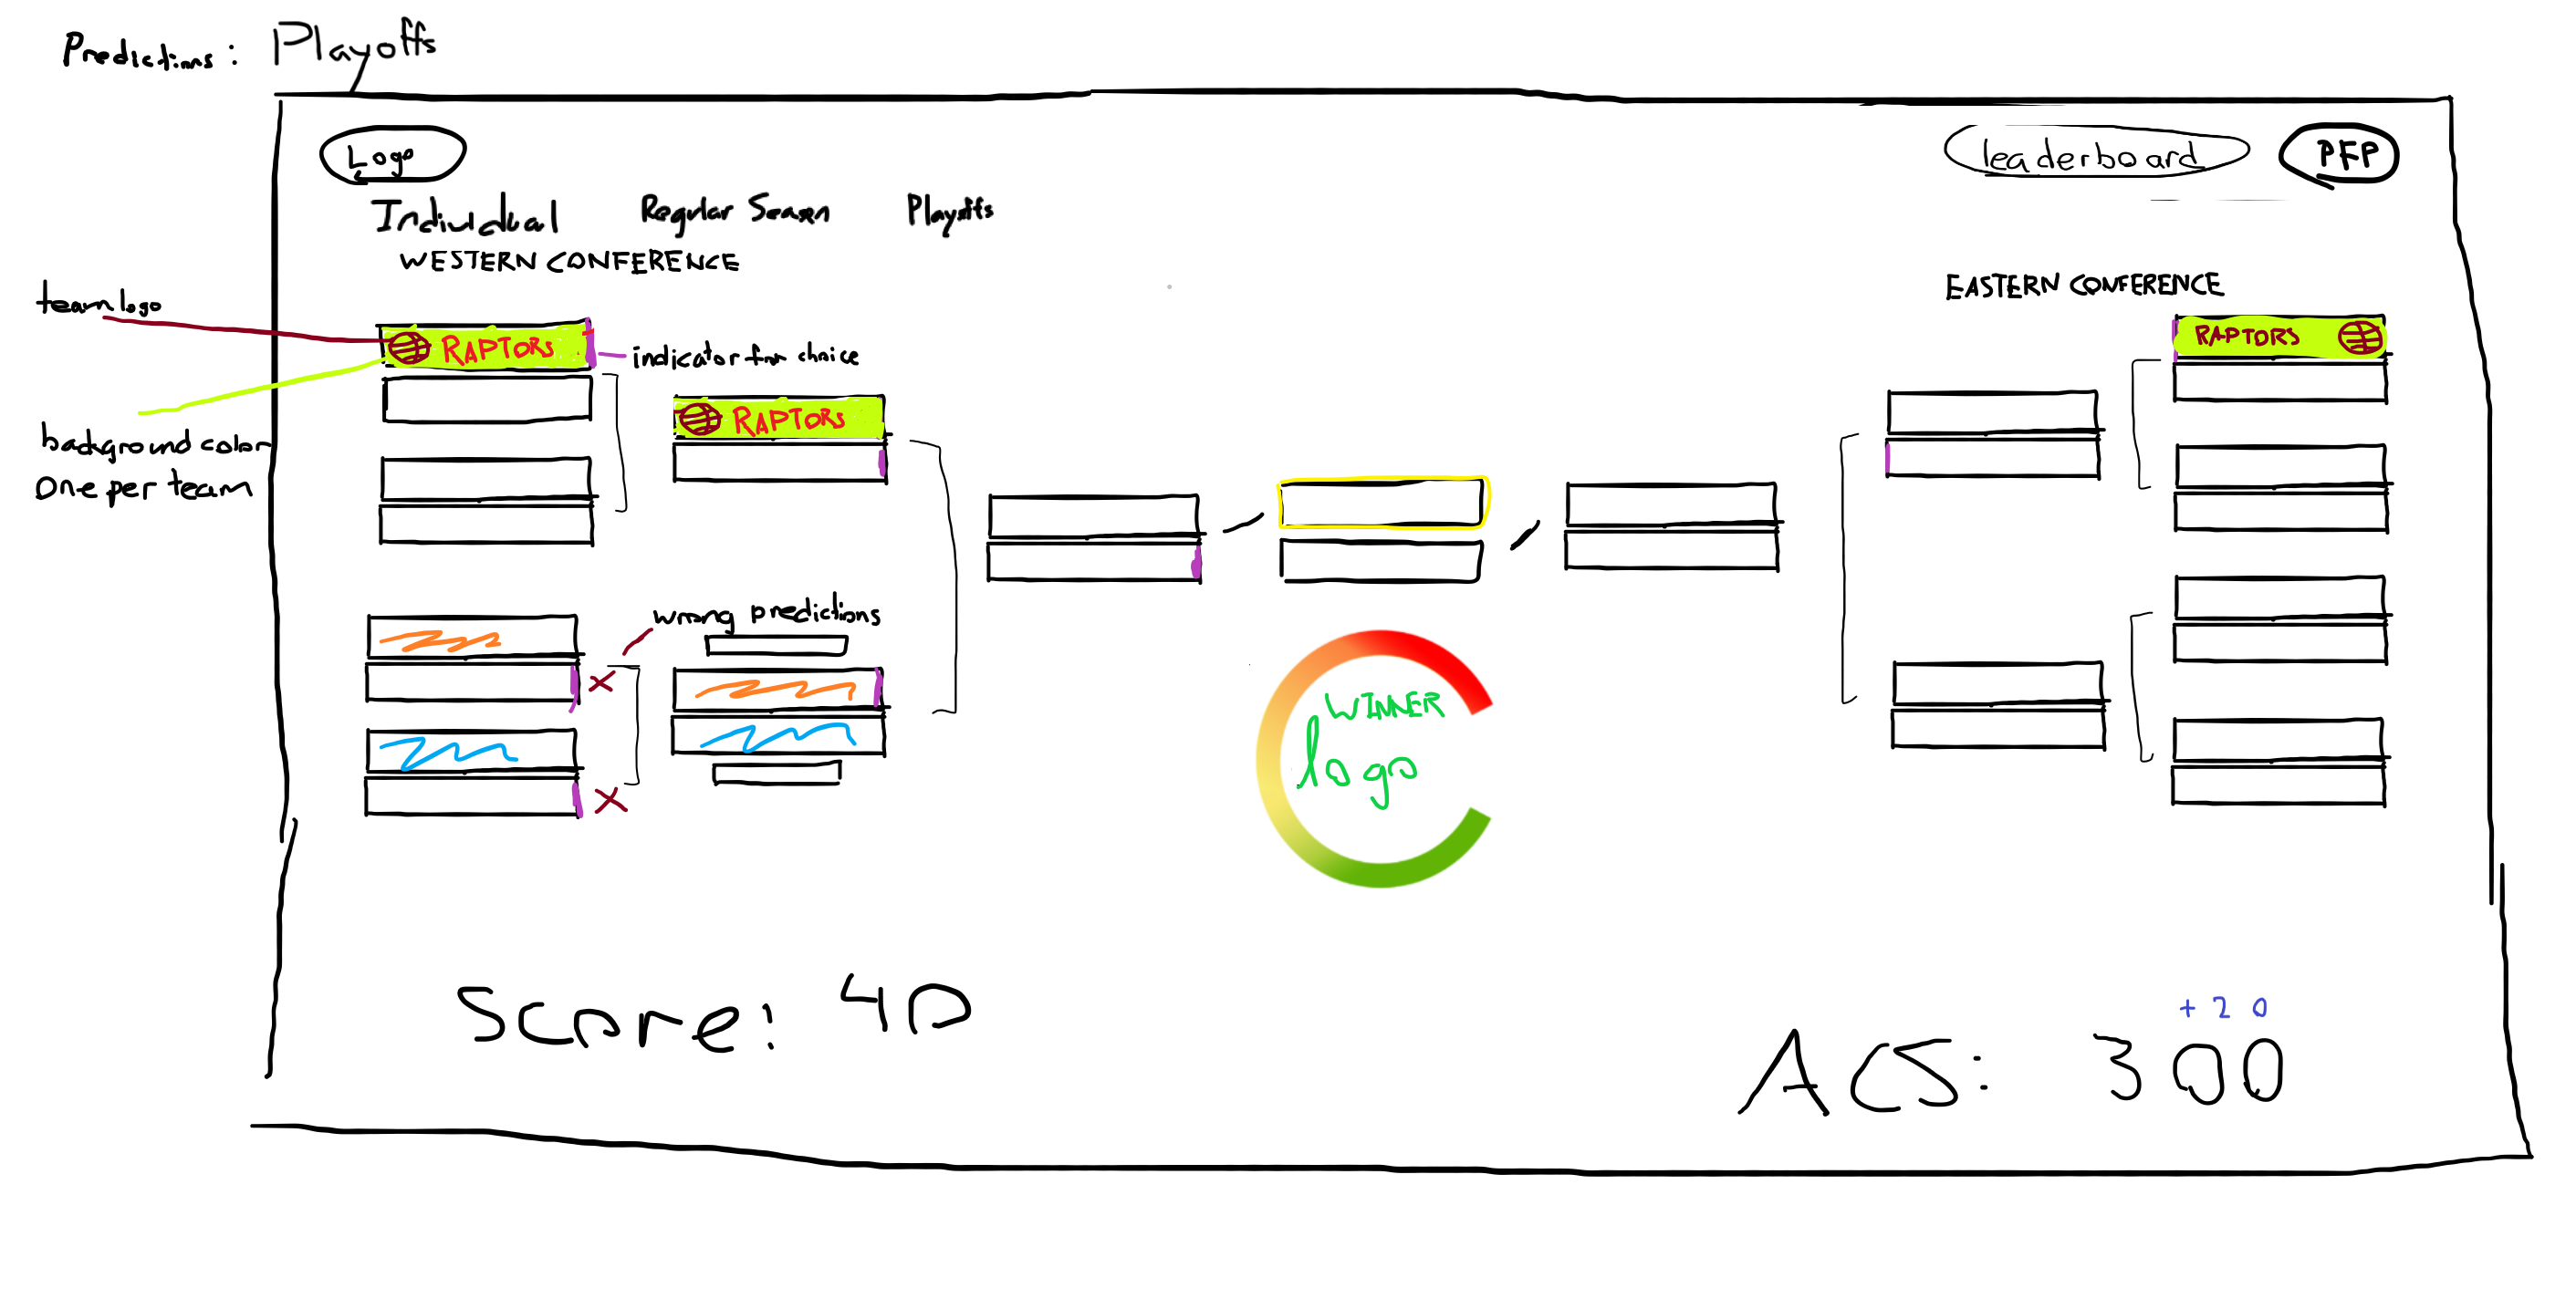 Predictions: Playoffs
Logo
leaderboard
PFP
Individual
Regular Season
Playoffs
WESTERN CONFERENCE
EASTERN CONFERENCE
team logo
RAPTORS
indicator for choice
RAPTORS
background color
One per team
RAPTORS
wrong predictions
WINNER
logo
Score: 40
+20
ACS: 300